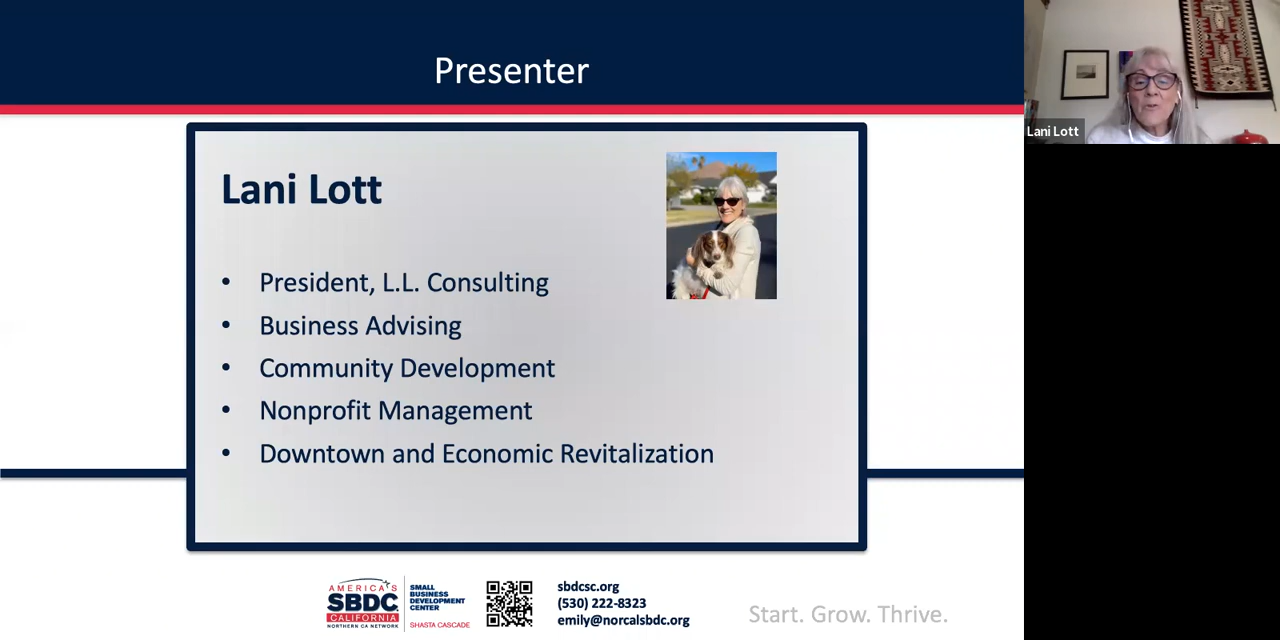 Presenter
Lani Lott
Lani Lott
• President, L.L. Consulting
• Business Advising
• Community Development
• Nonprofit Management
• Downtown and Economic Revitalization
AMERICA'S
SBDC
CALIFORNIA
NORTHERN CA NETWORK
SMALL
BUSINESS
DEVELOPMENT
CENTER
SHASTA CASCADE
sbdcsc.org
(530) 222-8323
emily@norcalsbdc.org
Start. Grow. Thrive.